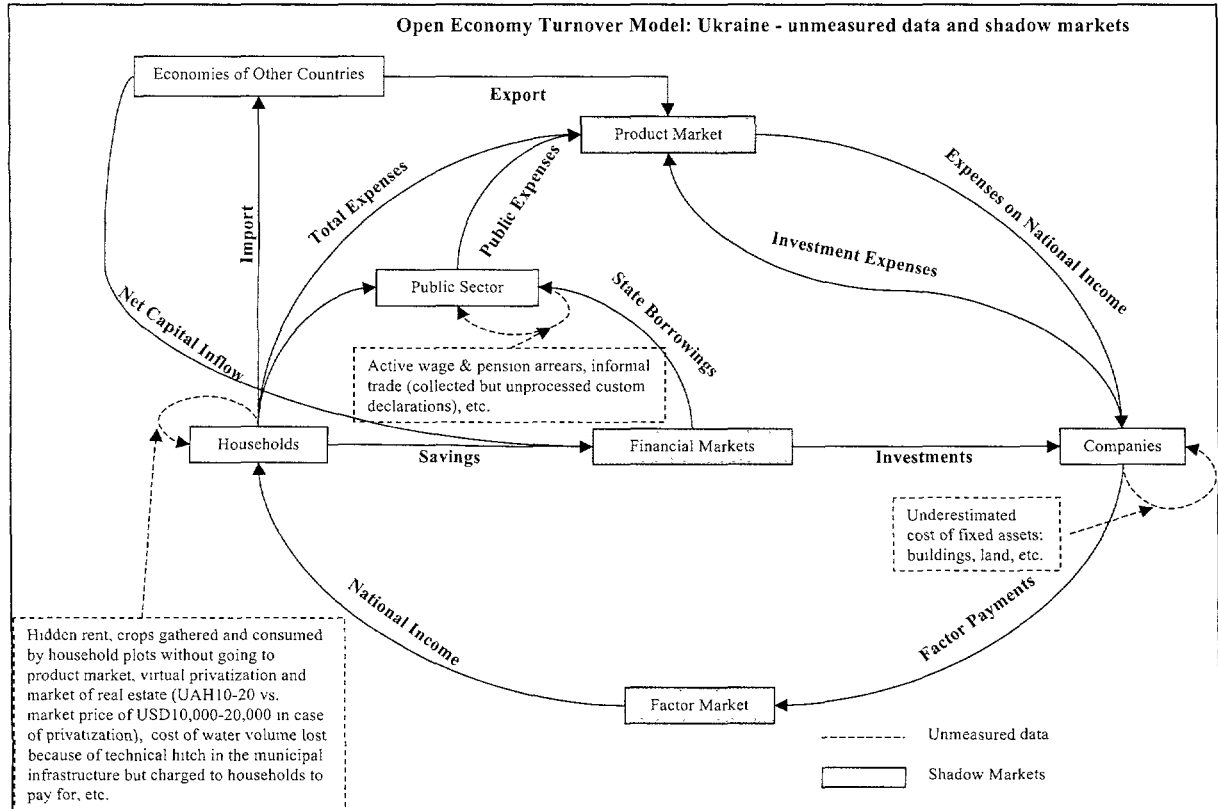 Open Economy Turnover Model: Ukraine - unmeasured data and shadow markets
Economies of Other Countries
Export
Product Market
Total Expenses
Public Expenses
Import
Expenses on National Income
Investment Expenses
Public Sector
State Borrowings
Net Capital Inflow
Active wage & pension arrears, informal
trade (collected but unprocessed custom
declarations), etc.
Households
Savings
Financial Markets
Investments
Companies
Underestimated
cost of fixed assets:
buildings, land, etc.
National Income
Factor Payments
Hidden rent, crops gathered and consumed
by household plots without going to
product market, virtual privatization and
market of real estate (UAH10-20 vs.
market price of USD10,000-20,000 in case
of privatization), cost of water volume lost
because of technical hitch in the municipal
infrastructure but charged to households to
pay for, etc.
Factor Market
Unmeasured data
Shadow Markets